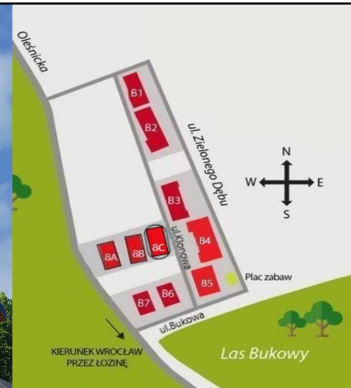 Oleśnicka
B1
B2
ul. Zielonego Dębu
N
W
E
S
B3
ul.Klonowa
B4
8A
8B
8C
B5
Plac zabaw
B7
B6
ul.Bukowa
KIERUNEK WROCŁAW
PRZEZ ŁOZINĘ
Las Bukowy